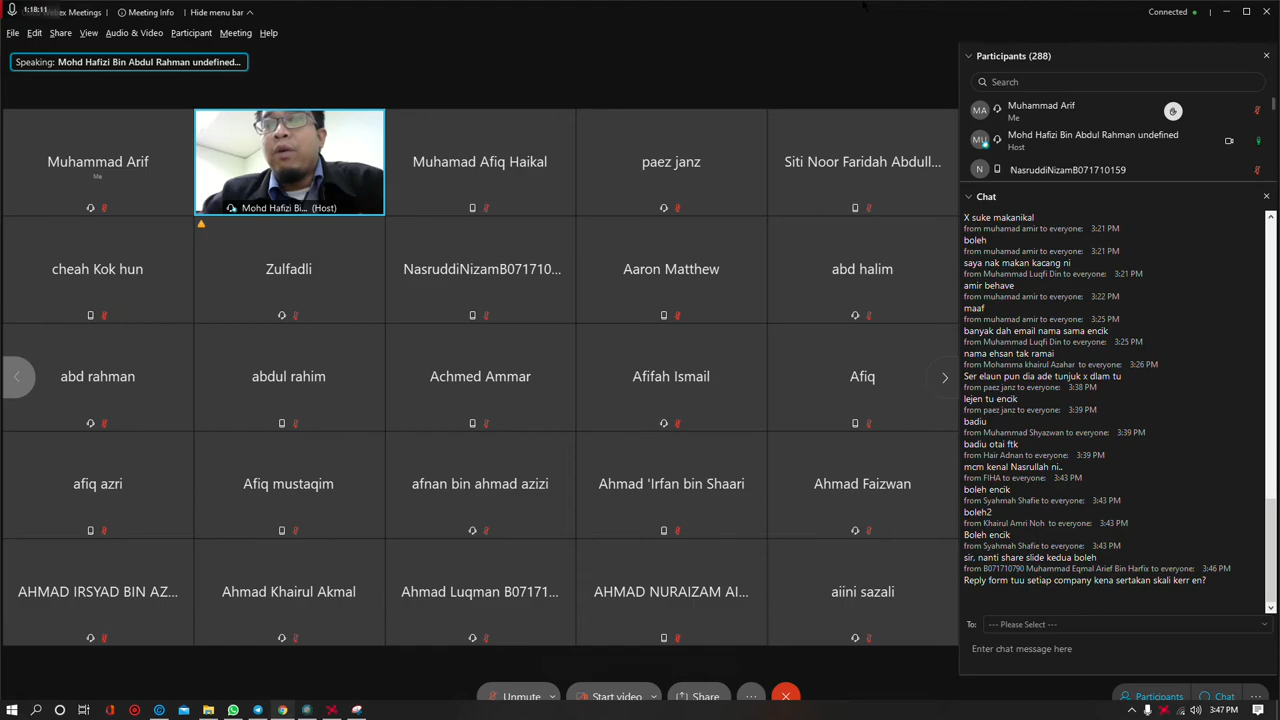 1:18:11
Webex Meetings
Meeting Info
Hide menu bar
Connected
File Edit Share View Audio & Video Participant Meeting Help
Speaking: Mohd Hafizi Bin Abdul Rahman undefined...
Muhammad Arif
Me
Mohd Hafizi Bi... (Host)
Muhamad Afiq Haikal
paez janz
Siti Noor Faridah Abdull...
cheah Kok hun
Zulfadli
NasruddiNizamB071710...
Aaron Matthew
abd halim
abd rahman
abdul rahim
Achmed Ammar
Afifah Ismail
Afiq
afiq azri
Afiq mustaqim
afnan bin ahmad azizi
Ahmad 'Irfan bin Shaari
Ahmad Faizwan
AHMAD IRSYAD BIN AZ...
Ahmad Khairul Akmal
Ahmad Luqman B07171...
AHMAD NURAIZAM AI...
aiini sazali
Unmute
Start video
Share
Participants (288)
Search
MA
Muhammad Arif
Me
MU
Mohd Hafizi Bin Abdul Rahman undefined
Host
N
NasruddiNizamB071710159
Chat
X suke makanikal
from muhamad amir to everyone: 3:21 PM
boleh
from muhamad amir to everyone: 3:21 PM
saya nak makan kacang ni
from Muhammad Luqfi Din to everyone: 3:21 PM
amir behave
from muhamad amir to everyone: 3:22 PM
maaf
from muhamad amir to everyone: 3:25 PM
banyak dah email nama sama encik
from Muhammad Luqfi Din to everyone: 3:25 PM
nama ehsan tak ramai
from Mohamma khairul Azahar to everyone: 3:26 PM
Ser elaun pun dia ade tunjuk x dlam tu
from paez janz to everyone: 3:38 PM
lejen tu encik
from paez janz to everyone: 3:39 PM
badiu
from Muhammad Shyazwan to everyone: 3:39 PM
badiu otai ftk
from Hair Adnan to everyone: 3:39 PM
mcm kenal Nasrullah ni..
from FIHA to everyone: 3:43 PM
boleh encik
from Syahmah Shafie to everyone: 3:43 PM
boleh2
from Khairul Amri Noh to everyone: 3:43 PM
Boleh encik
from Syahmah Shafie to everyone: 3:43 PM
sir, nanti share slide kedua boleh
from B071710790 Muhammad Eqmal Arief Bin Harfix to everyone: 3:46 PM
Reply form tuu setiap company kena sertakan skali kerr en?
To: --- Please Select ---
Enter chat message here
Participants
Chat
3:47 PM